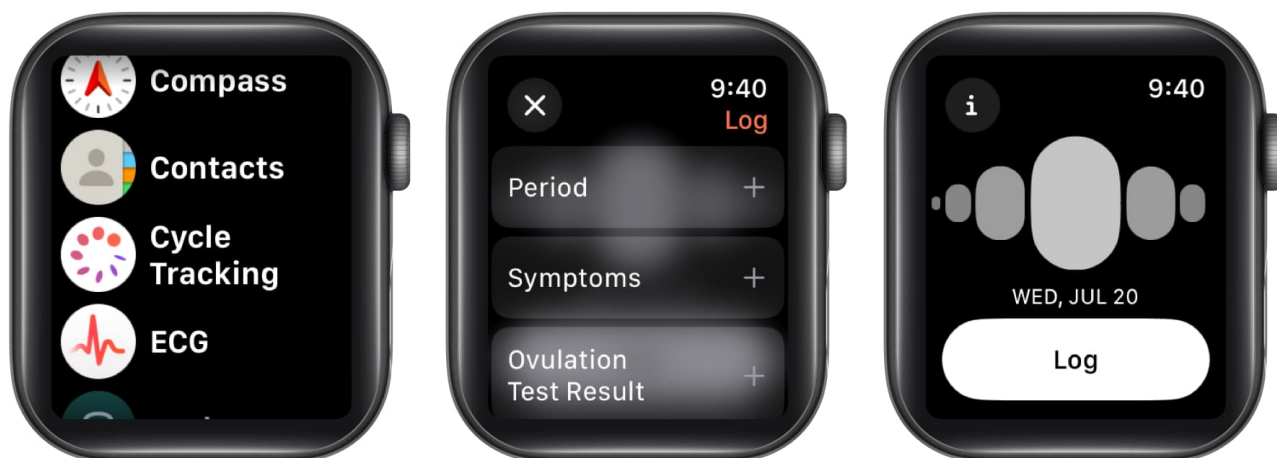 Compass
Contacts
Cycle
Tracking
ECG
9:40
Log
Period
Symptoms
Ovulation
Test Result
9:40
WED, JUL 20
Log